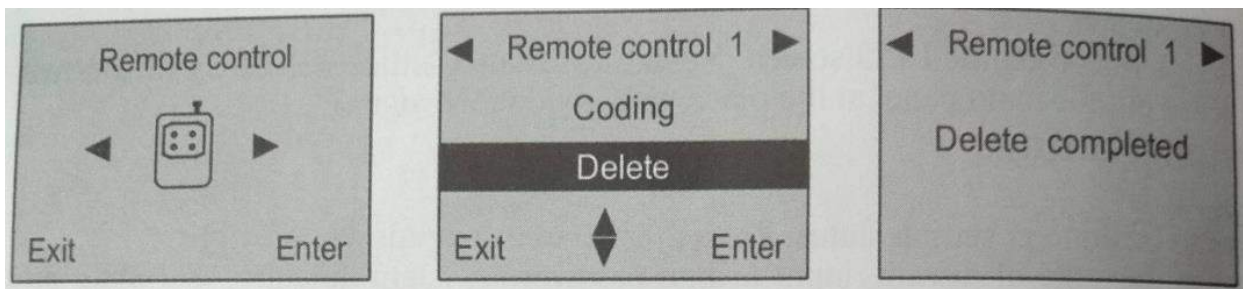 Remote control
Exit Enter
Remote control 1
Coding
Delete
Exit Enter
Remote control 1
Delete completed